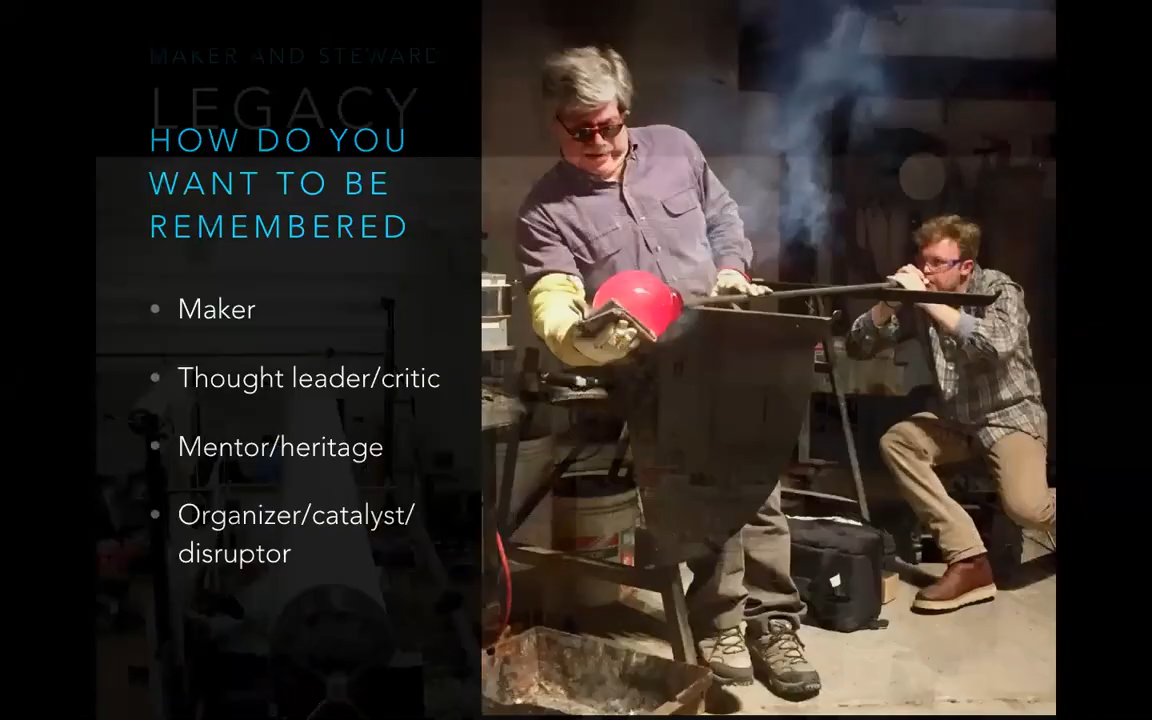 MAKER AND STEWARD
LEGACY
HOW DO YOU
WANT TO BE
REMEMBERED
• Maker
• Thought leader/critic
• Mentor/heritage
• Organizer/catalyst/
disruptor